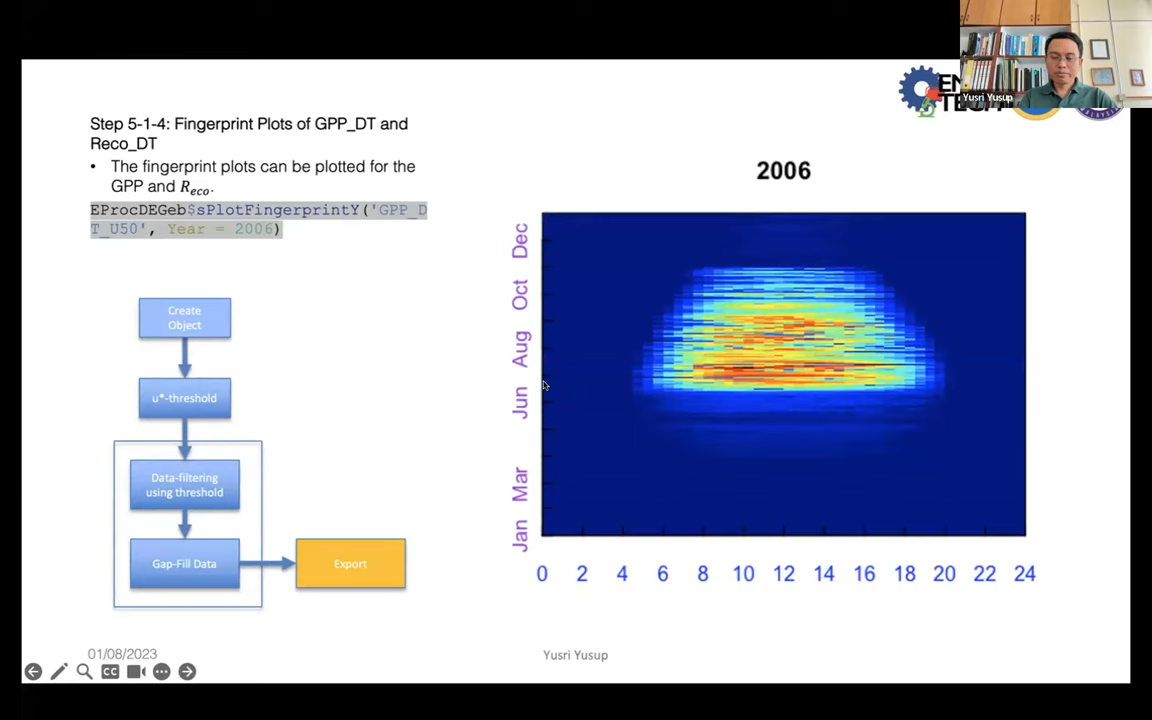 Step 5-1-4: Fingerprint Plots of GPP_DT and
Reco_DT
• The fingerprint plots can be plotted for the
GPP and R_eco.
EProcDEGeb$sPlotFingerprintY('GPP_D
T_U50', Year = 2006)
Create
Object
u*-threshold
Data-filtering
using threshold
Gap-Fill Data
Export
2006
Dec
Oct
Aug
Jun
Mar
Jan
0 2 4 6 8 10 12 14 16 18 20 22 24
01/08/2023
Yusri Yusup
CC
Yusri Yusup